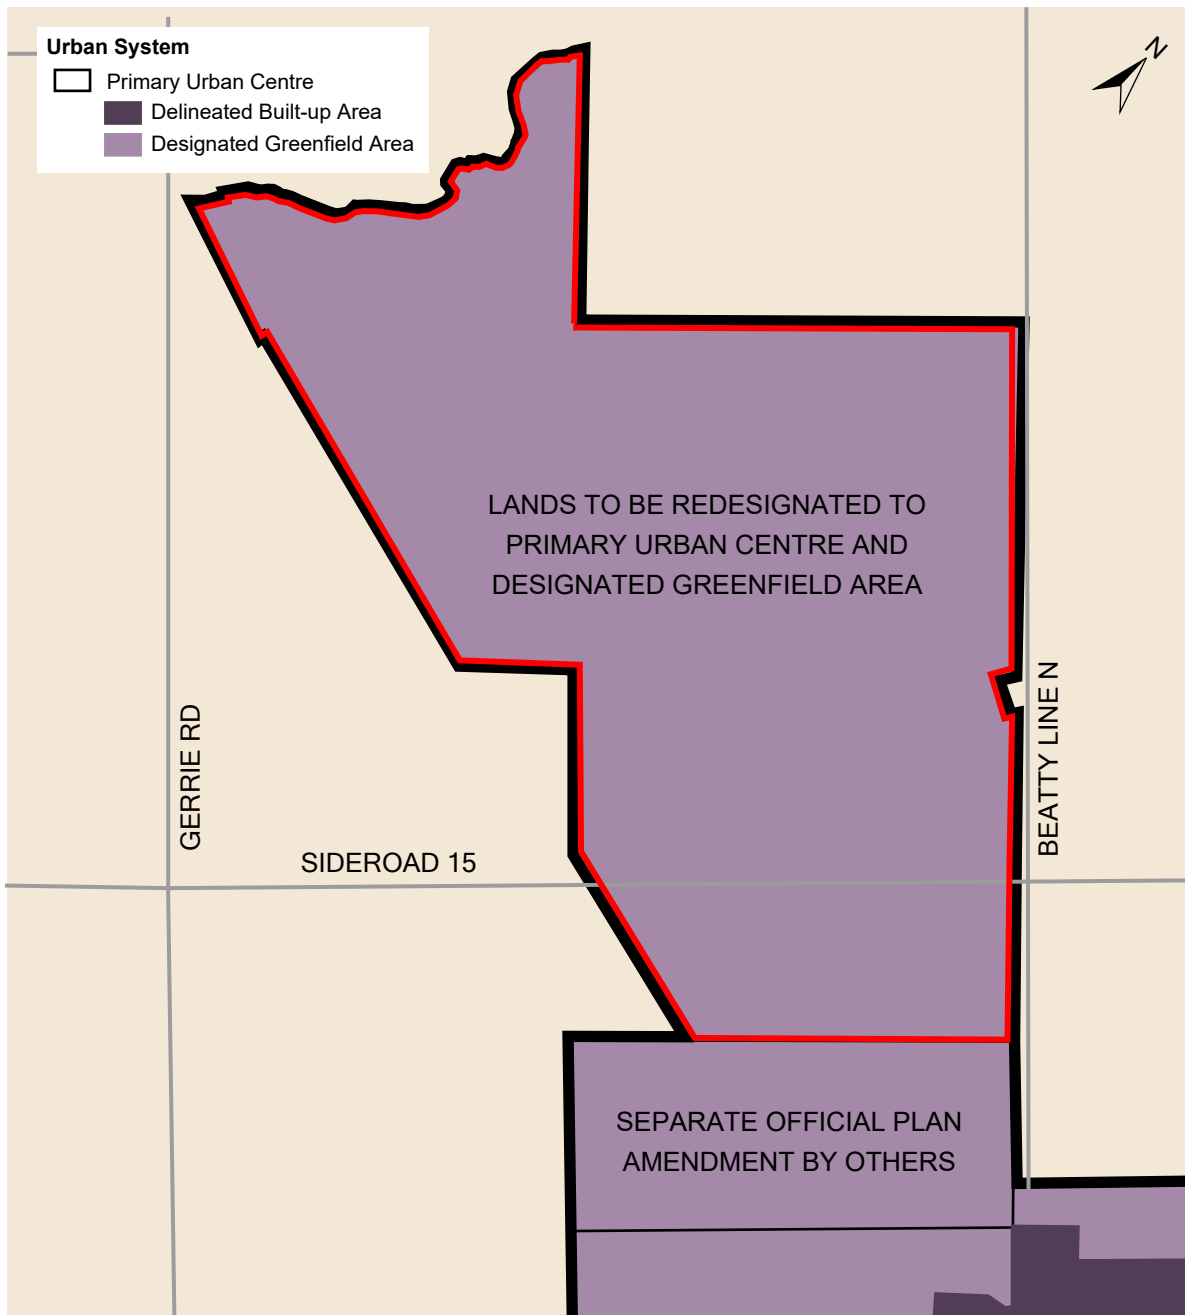 Urban System
Primary Urban Centre
Delineated Built-up Area
Designated Greenfield Area
N
LANDS TO BE REDESIGNATED TO
PRIMARY URBAN CENTRE AND
DESIGNATED GREENFIELD AREA
GERRIE RD
BEATTY LINE N
SIDEROAD 15
SEPARATE OFFICIAL PLAN
AMENDMENT BY OTHERS